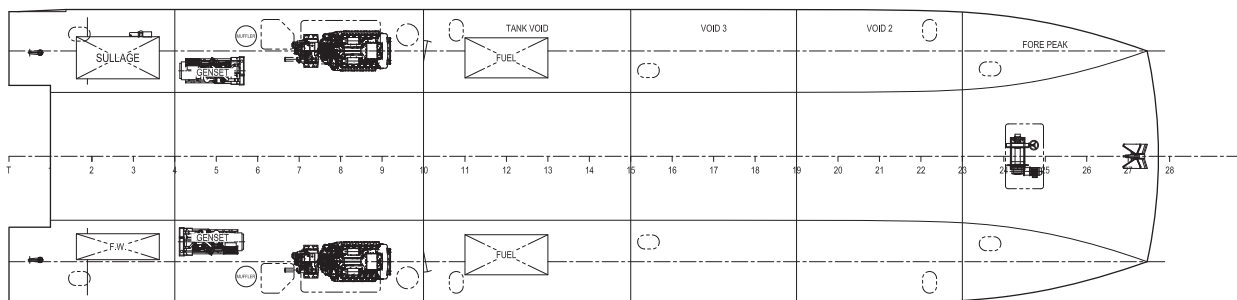 TANK VOID
VOID 3
VOID 2
MUFFLER
FORE PEAK
SULLAGE
FUEL
GENSET
T 1 2 3 4 5 6 7 8 9 10 11 12 13 14 15 16 17 18 19 20 21 22 23 24 25 26 27 28
GENSET
F.W.
FUEL
MUFFLER